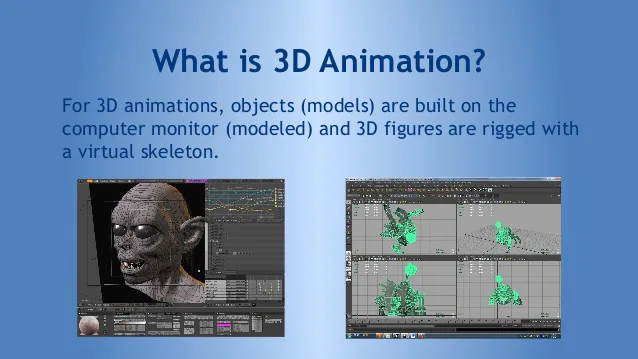 What is 3D Animation?
For 3D animations, objects (models) are built on the
computer monitor (modeled) and 3D figures are rigged with
a virtual skeleton.